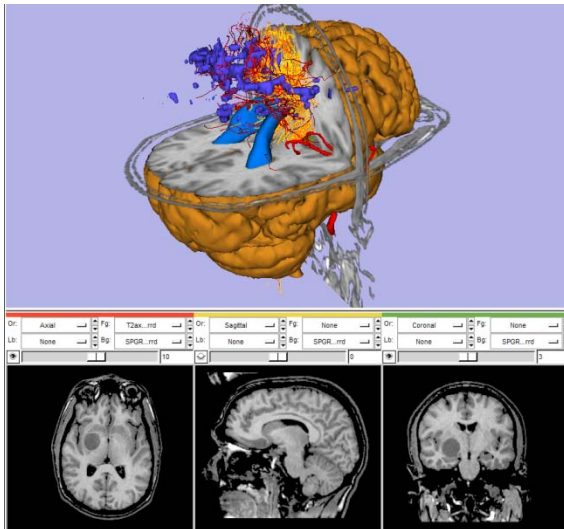 Or: Axial Fg: T2ax...rrd Or: Sagittal Fg: None Or: Coronal Fg: None
Lb: None Bg: SPGR...rrd Lb: None Bg: SPGR...rrd Lb: None Bg: SPGR...rrd
10 0 3